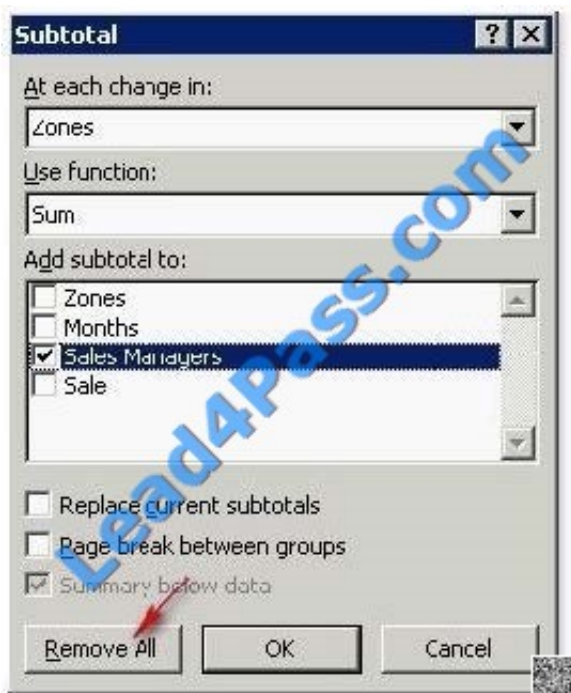 Subtotal
At each change in:
Zones
Use function:
Sum
Add subtotal to:
Zones
Months
Sales Managers
Sale
Replace current subtotals
Page break between groups
Summary below data
Remove All
OK
Cancel
Lead4Pass.com